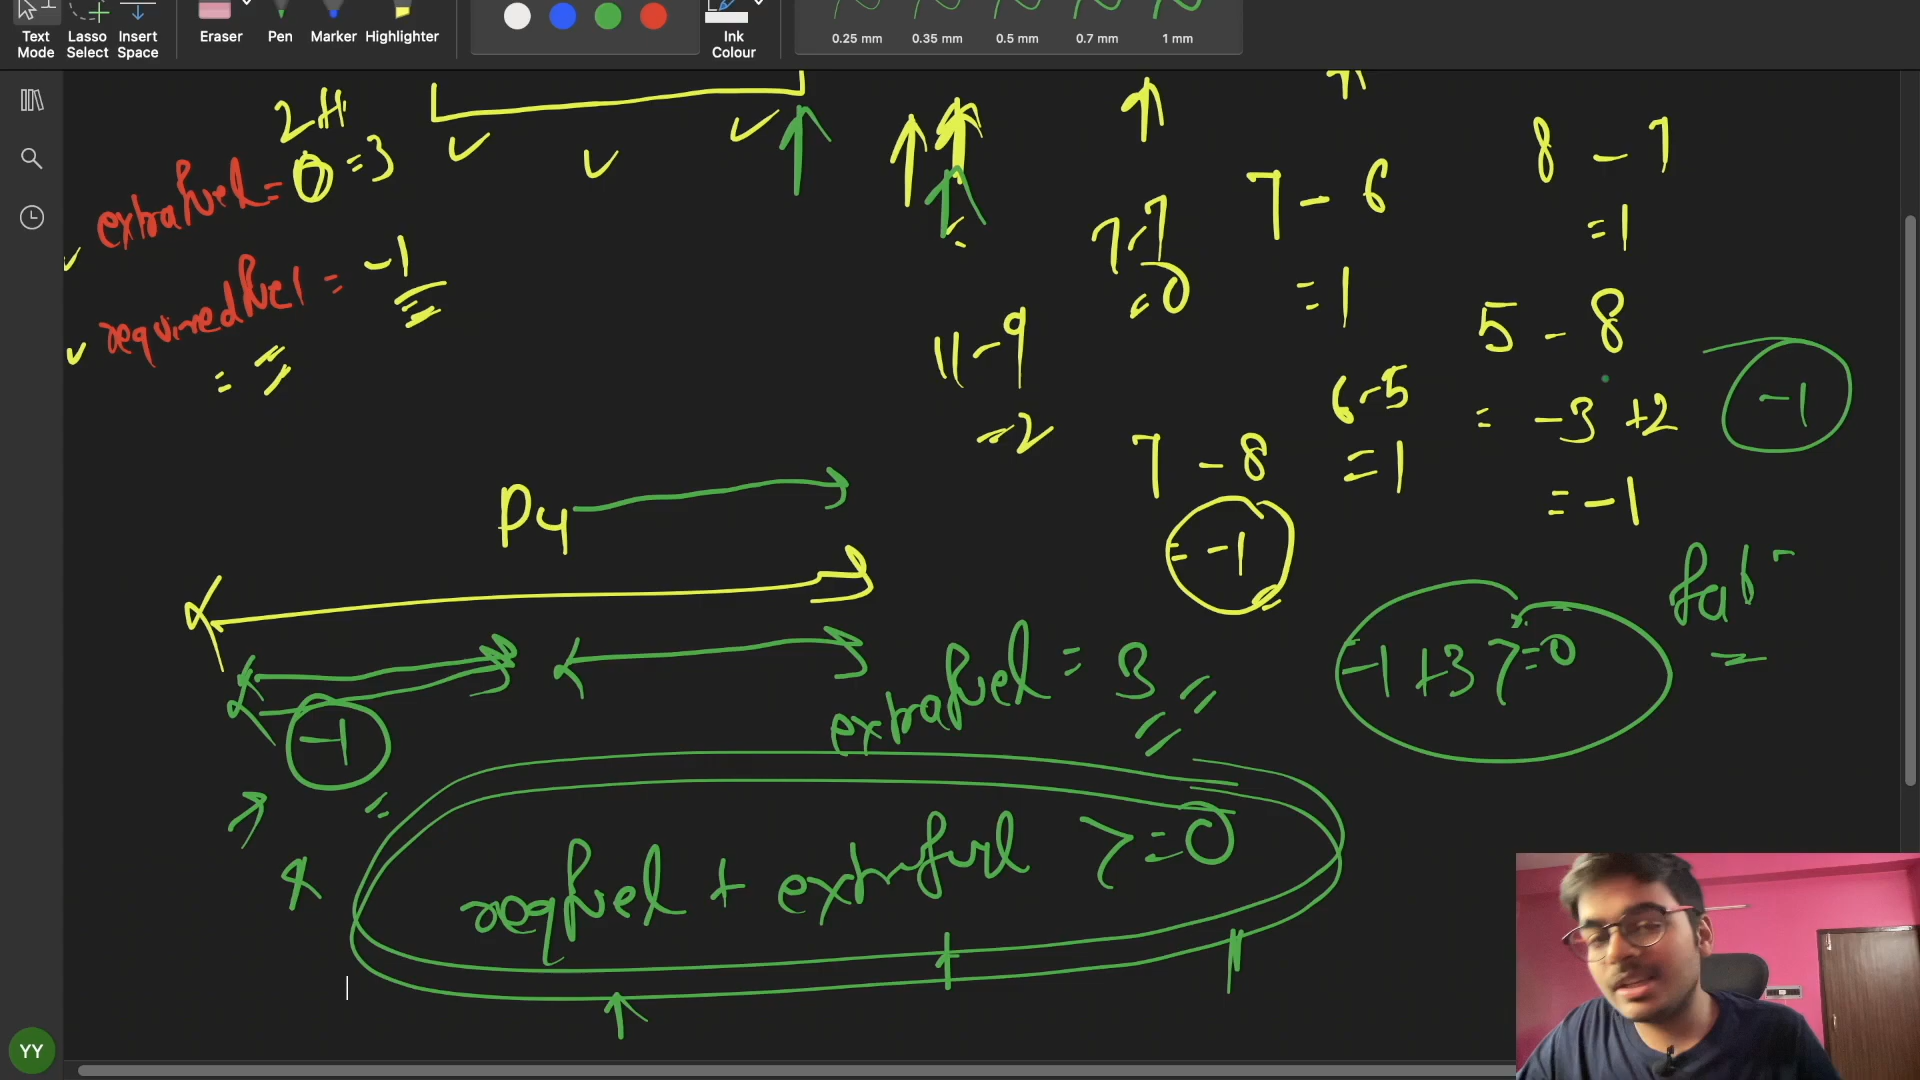 Text Mode
Lasso Select
Insert Space
Eraser
Pen
Marker
Highlighter
Ink Colour
0.25 mm
0.35 mm
0.5 mm
0.7 mm
1 mm
extrafuel = 0 = 3
requiredfuel = -1
=
7-7
=0
7 - 6
= 1
8 - 7
= 1
11-9
=2
6-5
= 1
5 - 8
= -3 +2
= -1
-1
7 - 8
= -1
P4
-1
extrafuel = 3
-1 +3 >=0
reqfuel + extrafuel >=0
YY